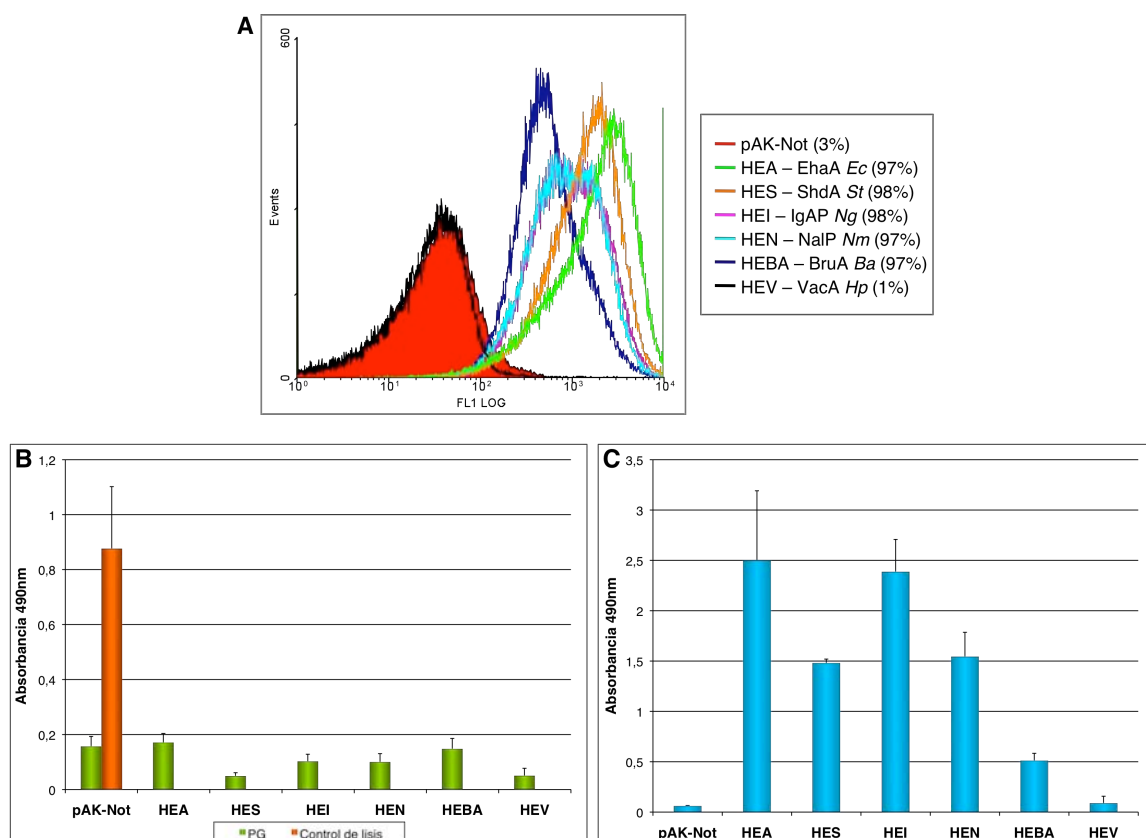 A
600
Events
0
10⁰ 10¹ 10² 10³ 10⁴
FL1 LOG
pAK-Not (3%)
HEA – EhaA Ec (97%)
HES – ShdA St (98%)
HEI – IgAP Ng (98%)
HEN – NalP Nm (97%)
HEBA – BruA Ba (97%)
HEV – VacA Hp (1%)
B
Absorbancia 490nm
1,2
1
0,8
0,6
0,4
0,2
0
pAK-Not HEA HES HEI HEN HEBA HEV
PG Control de lisis
C
Absorbancia 490nm
3,5
3
2,5
2
1,5
1
0,5
0
pAK-Not HEA HES HEI HEN HEBA HEV